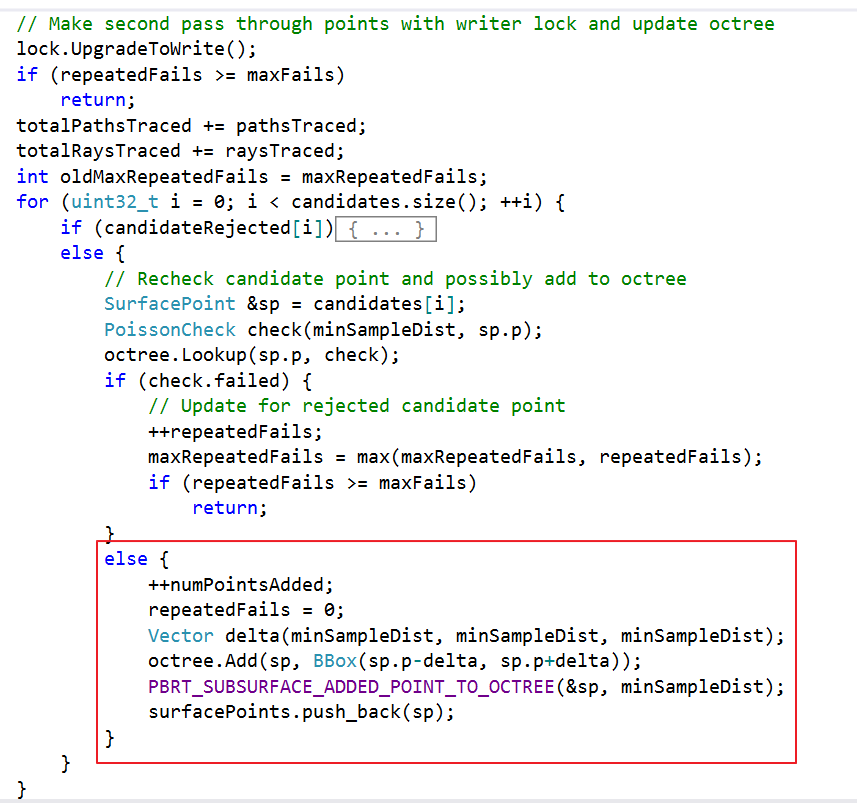 // Make second pass through points with writer lock and update octree
lock.UpgradeToWrite();
if (repeatedFails >= maxFails)
    return;
totalPathsTraced += pathsTraced;
totalRaysTraced += raysTraced;
int oldMaxRepeatedFails = maxRepeatedFails;
for (uint32_t i = 0; i < candidates.size(); ++i) {
    if (candidateRejected[i]) { ... }
    else {
        // Recheck candidate point and possibly add to octree
        SurfacePoint &sp = candidates[i];
        PoissonCheck check(minSampleDist, sp.p);
        octree.Lookup(sp.p, check);
        if (check.failed) {
            // Update for rejected candidate point
            ++repeatedFails;
            maxRepeatedFails = max(maxRepeatedFails, repeatedFails);
            if (repeatedFails >= maxFails)
                return;
        }
        else {
            ++numPointsAdded;
            repeatedFails = 0;
            Vector delta(minSampleDist, minSampleDist, minSampleDist);
            octree.Add(sp, BBox(sp.p-delta, sp.p+delta));
            PBRT_SUBSURFACE_ADDED_POINT_TO_OCTREE(&sp, minSampleDist);
            surfacePoints.push_back(sp);
        }
    }
}